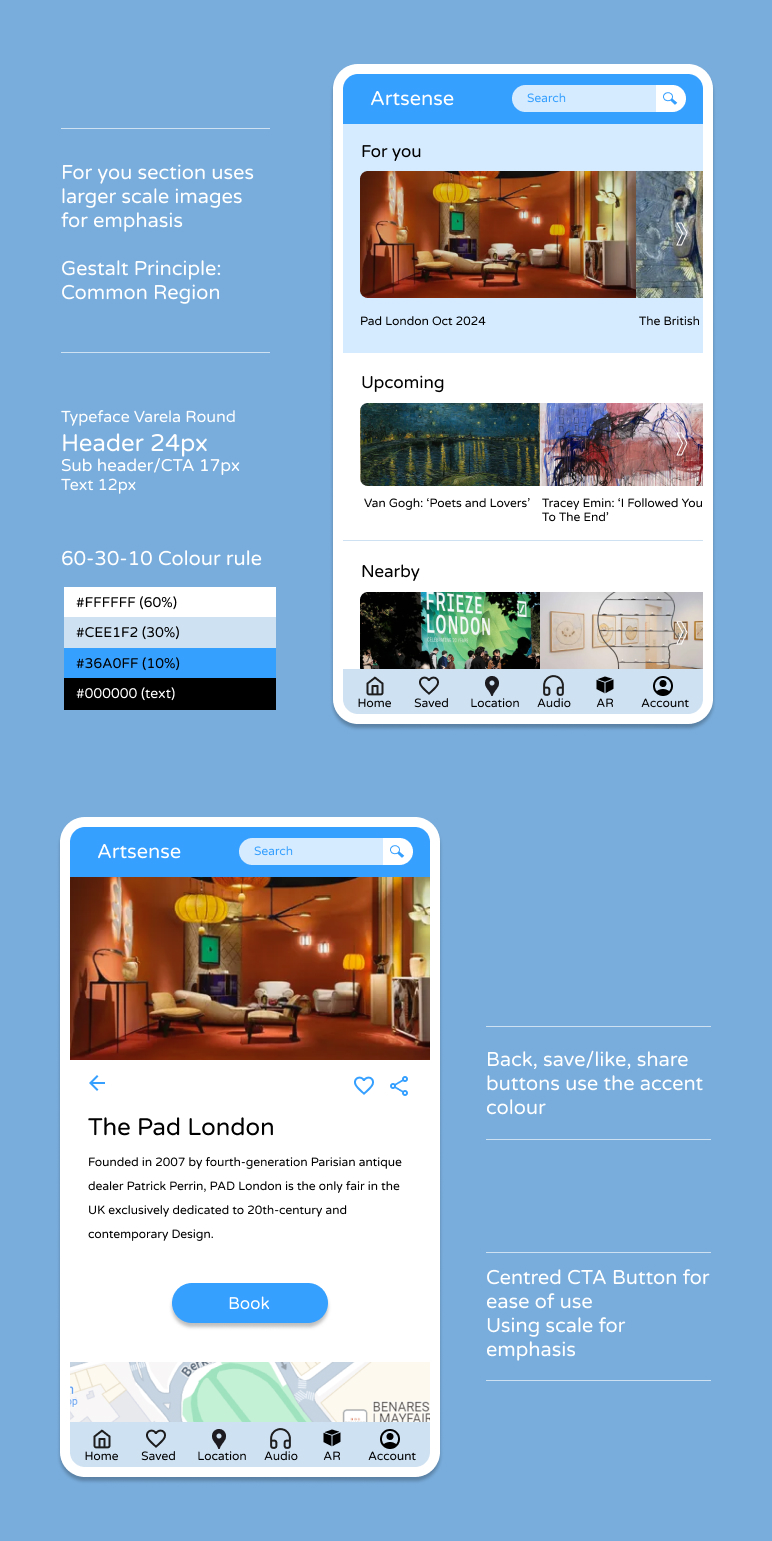 For you section uses
larger scale images
for emphasis
Gestalt Principle:
Common Region
Typeface Varela Round
Header 24px
Sub header/CTA 17px
Text 12px
60-30-10 Colour rule
#FFFFFF (60%)
#CEE1F2 (30%)
#36A0FF (10%)
#000000 (text)
Artsense
Search
For you
Pad London Oct 2024
The British
Upcoming
Van Gogh: ‘Poets and Lovers’
Tracey Emin: ‘I Followed You
To The End’
Nearby
FRIEZE
LONDON
Home Saved Location Audio AR Account
Artsense
Search
The Pad London
Founded in 2007 by fourth-generation Parisian antique
dealer Patrick Perrin, PAD London is the only fair in the
UK exclusively dedicated to 20th-century and
contemporary Design.
Book
BENARES
MAYFAIR
Home Saved Location Audio AR Account
Back, save/like, share
buttons use the accent
colour
Centred CTA Button for
ease of use
Using scale for
emphasis